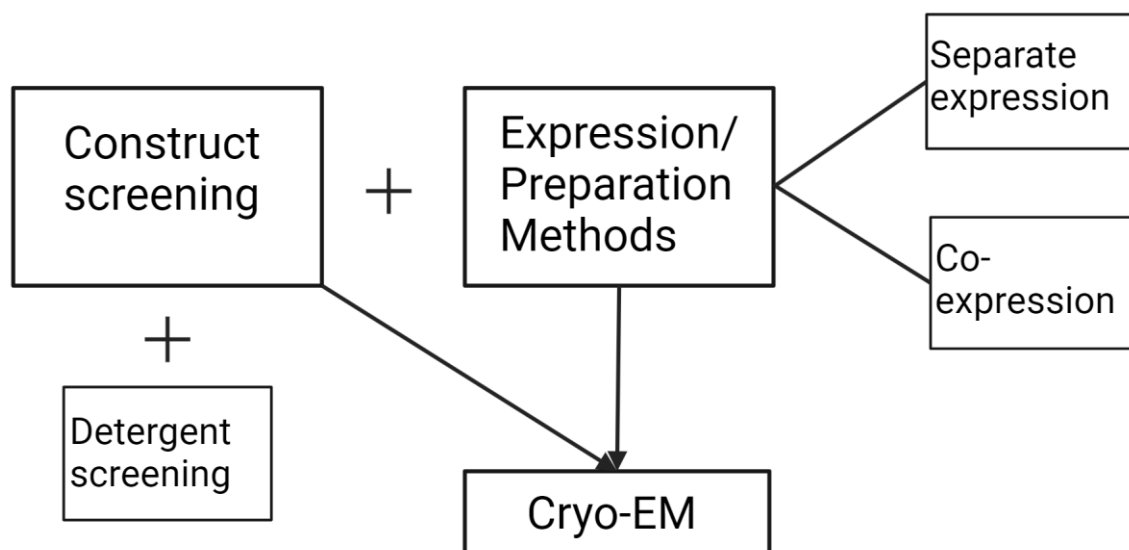 Construct
screening
+
Expression/
Preparation
Methods
Separate
expression
Co-
expression
+
Detergent
screening
Cryo-EM